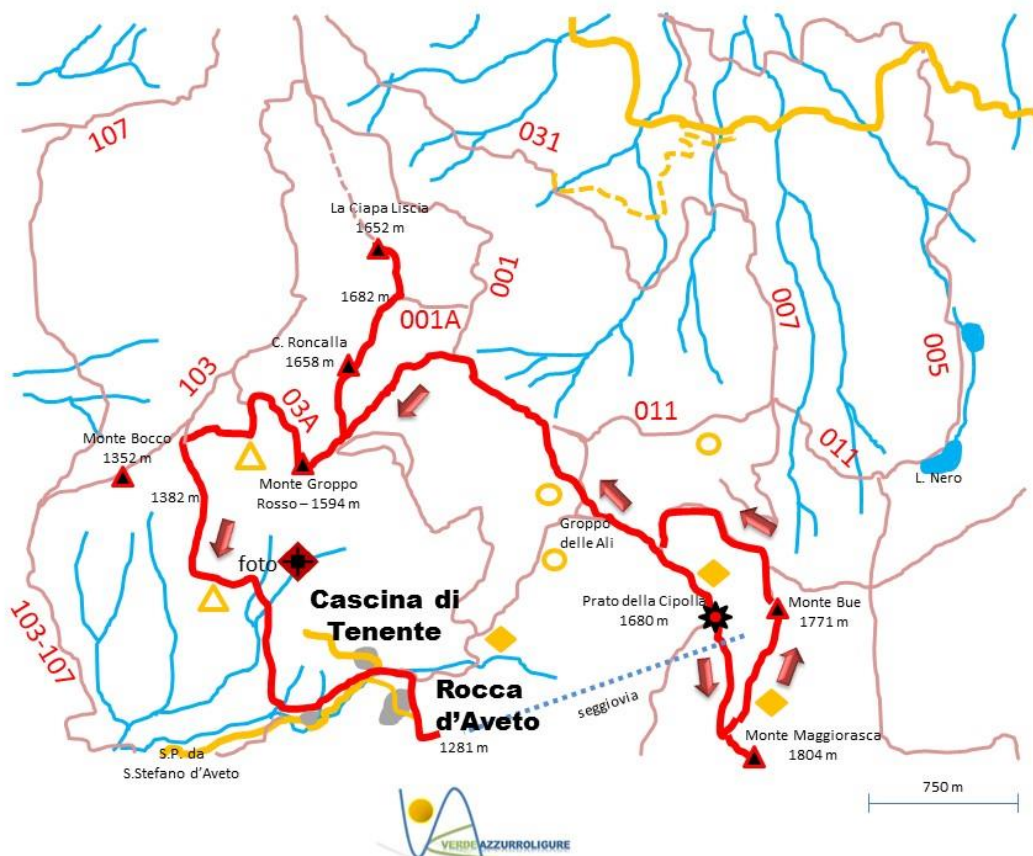 107
031
La Ciapa Liscia
1652 m
001
1682 m
001A
007
005
C. Roncalla
1658 m
103
03A
011
011
Monte Bocco
1352 m
L. Nero
1382 m
Monte Groppo
Rosso – 1594 m
Groppo
delle Ali
foto
Cascina di
Tenente
Prato della Cipolla
1680 m
Monte Bue
1771 m
103-107
Rocca
d'Aveto
seggiovia
1281 m
Monte Maggiorasca
1804 m
S.P. da
S.Stefano d'Aveto
750 m
VERDEAZZURROLIGURE